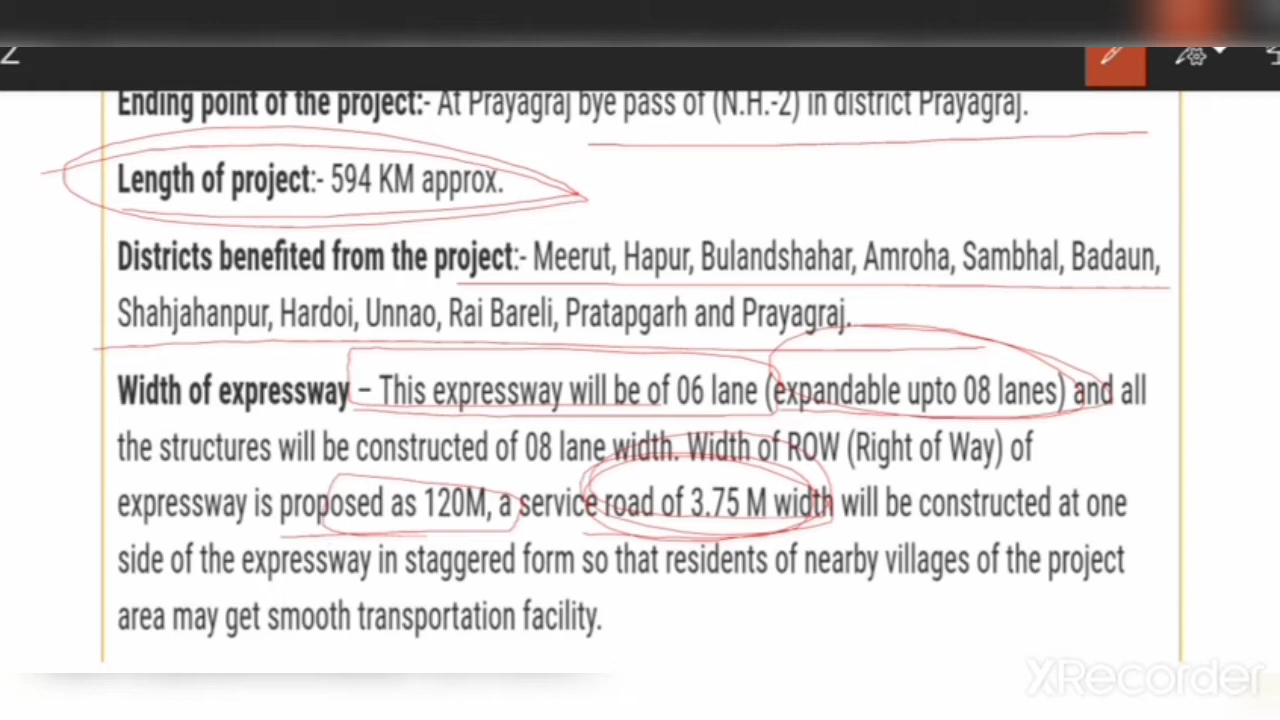 2
Ending point of the project:- At Prayagraj bye pass of (N.H.-2) in district Prayagraj.
Length of project:- 594 KM approx.
Districts benefited from the project:- Meerut, Hapur, Bulandshahar, Amroha, Sambhal, Badaun,
Shahjahanpur, Hardoi, Unnao, Rai Bareli, Pratapgarh and Prayagraj.
Width of expressway – This expressway will be of 06 lane (expandable upto 08 lanes) and all
the structures will be constructed of 08 lane width. Width of ROW (Right of Way) of
expressway is proposed as 120M, a service road of 3.75 M width will be constructed at one
side of the expressway in staggered form so that residents of nearby villages of the project
area may get smooth transportation facility.
XRecorder